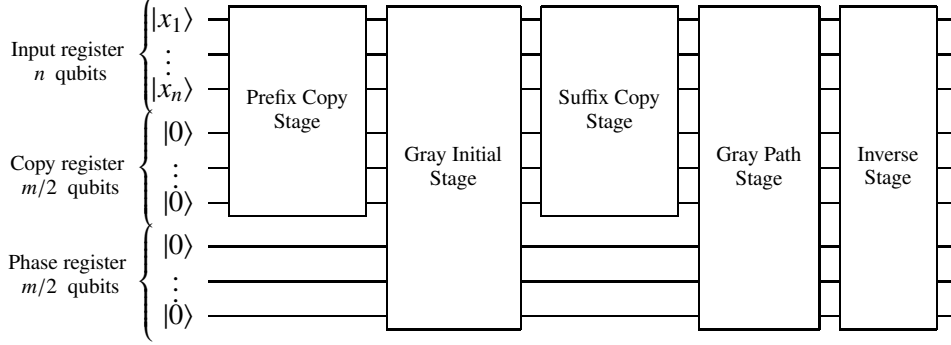 Input register
n qubits
|x₁⟩
⋮
|xₙ⟩
Copy register
m/2 qubits
|0⟩
⋮
|0⟩
Phase register
m/2 qubits
|0⟩
⋮
|0⟩
Prefix Copy
Stage
Gray Initial
Stage
Suffix Copy
Stage
Gray Path
Stage
Inverse
Stage